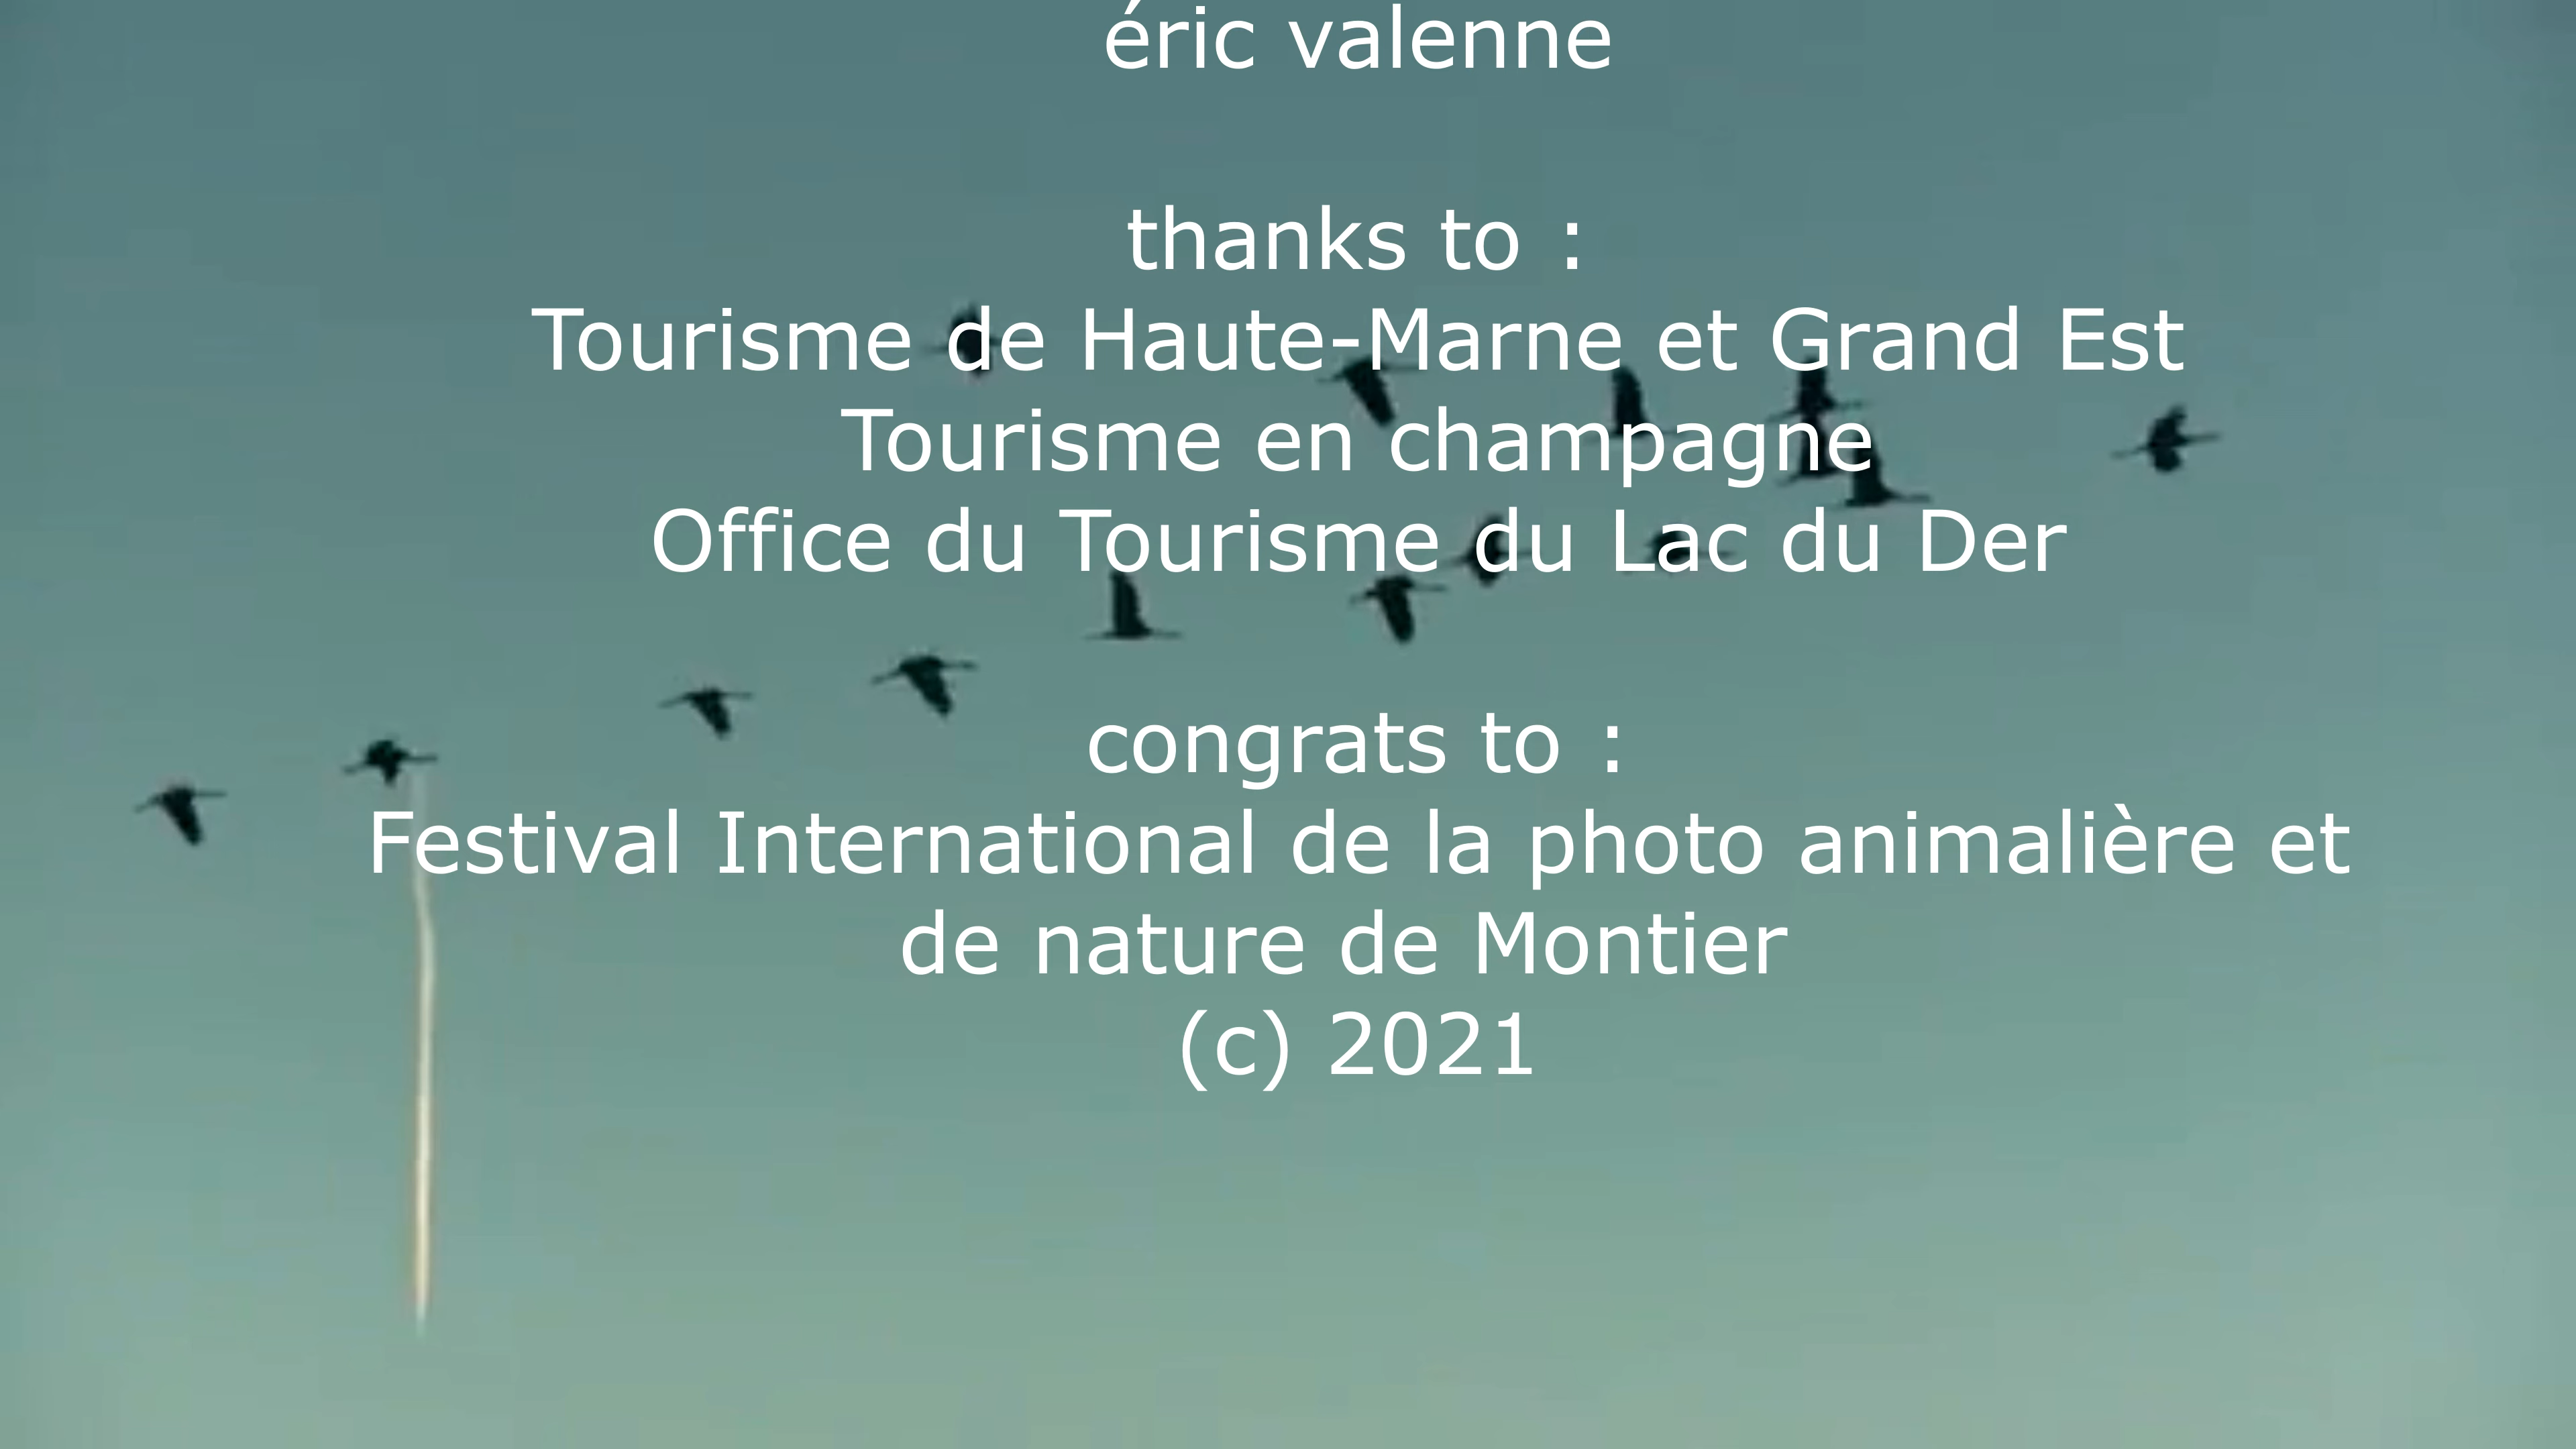 éric valenne
thanks to :
Tourisme de Haute-Marne et Grand Est
Tourisme en champagne
Office du Tourisme du Lac du Der
congrats to :
Festival International de la photo animalière et
de nature de Montier
(c) 2021